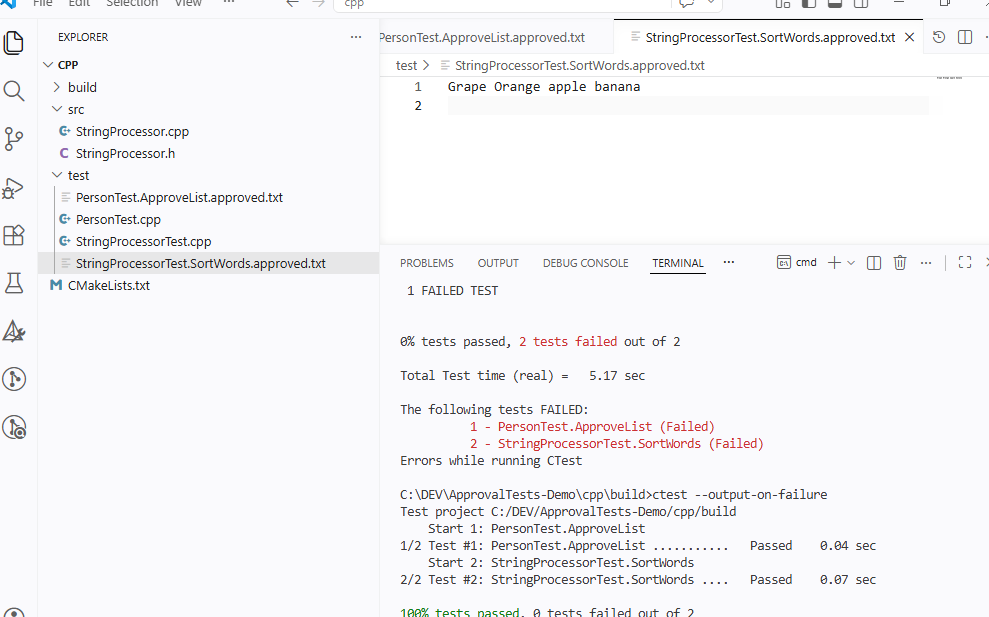 File Edit Selection View ... cpp
EXPLORER ...
CPP
build
src
StringProcessor.cpp
C StringProcessor.h
test
PersonTest.ApproveList.approved.txt
PersonTest.cpp
StringProcessorTest.cpp
StringProcessorTest.SortWords.approved.txt
M CMakeLists.txt
PersonTest.ApproveList.approved.txt StringProcessorTest.SortWords.approved.txt
test > StringProcessorTest.SortWords.approved.txt
1 Grape Orange apple banana
2
PROBLEMS OUTPUT DEBUG CONSOLE TERMINAL ... cmd ...
1 FAILED TEST
0% tests passed, 2 tests failed out of 2
Total Test time (real) = 5.17 sec
The following tests FAILED:
1 - PersonTest.ApproveList (Failed)
2 - StringProcessorTest.SortWords (Failed)
Errors while running CTest
C:\DEV\ApprovalTests-Demo\cpp\build>ctest --output-on-failure
Test project C:/DEV/ApprovalTests-Demo/cpp/build
Start 1: PersonTest.ApproveList
1/2 Test #1: PersonTest.ApproveList ........... Passed 0.04 sec
Start 2: StringProcessorTest.SortWords
2/2 Test #2: StringProcessorTest.SortWords .... Passed 0.07 sec
100% tests passed, 0 tests failed out of 2